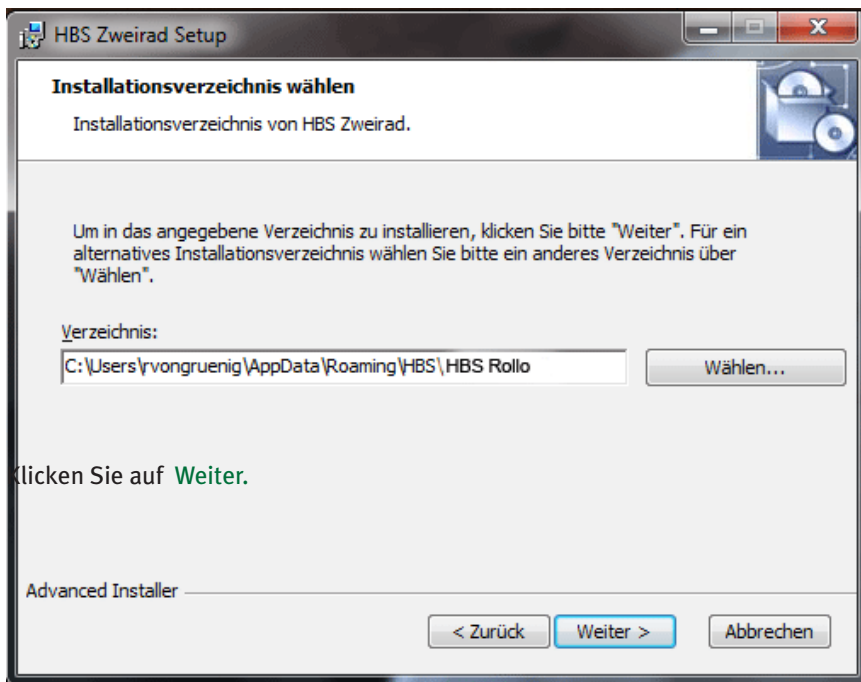 HBS Zweirad Setup
Installationsverzeichnis wählen
Installationsverzeichnis von HBS Zweirad.
Um in das angegebene Verzeichnis zu installieren, klicken Sie bitte "Weiter". Für ein
alternatives Installationsverzeichnis wählen Sie bitte ein anderes Verzeichnis über
"Wählen".
Verzeichnis:
C:\Users\rvongruenig\AppData\Roaming\HBS\HBS Rollo
Wählen...
Klicken Sie auf Weiter.
Advanced Installer
< Zurück
Weiter >
Abbrechen